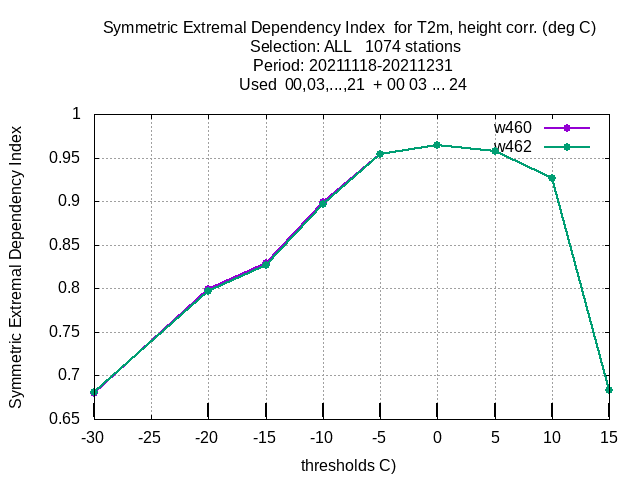 Symmetric Extremal Dependency Index  for T2m, height corr. (deg C)
Selection: ALL   1074 stations
Period: 20211118-20211231
Used  00,03,...,21  + 00 03 ... 24
w460
w462
Symmetric Extremal Dependency Index
1
0.95
0.9
0.85
0.8
0.75
0.7
0.65
-30 -25 -20 -15 -10 -5 0 5 10 15
thresholds C)